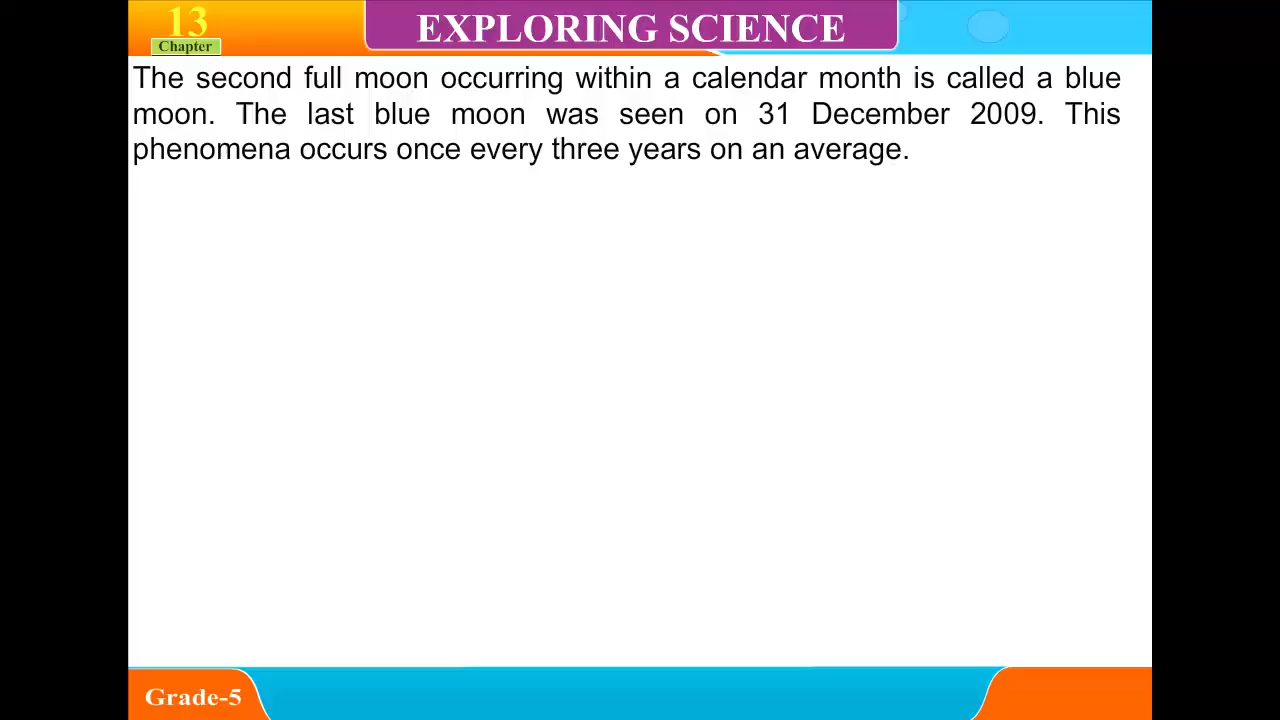 13
Chapter
EXPLORING SCIENCE
The second full moon occurring within a calendar month is called a blue
moon. The last blue moon was seen on 31 December 2009. This
phenomena occurs once every three years on an average.
Grade-5